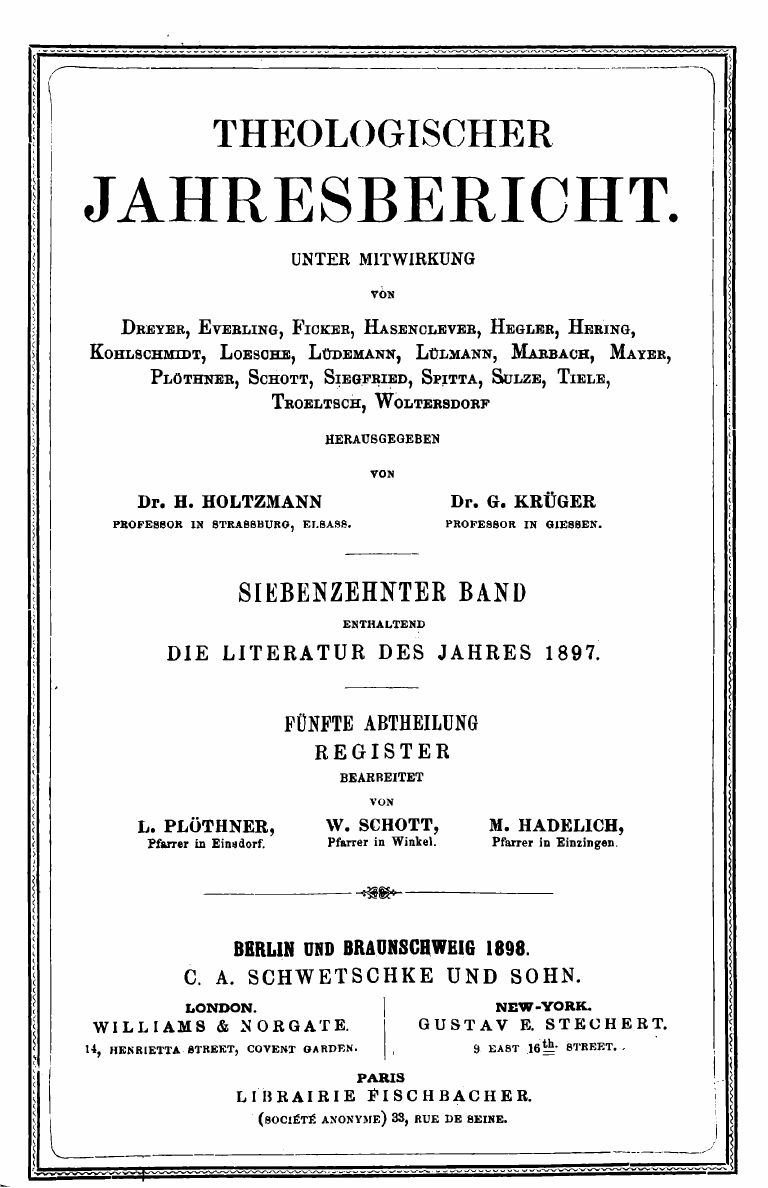 THEOLOGISCHER
JAHRESBERICHT.
UNTER MITWIRKUNG
VON
DREYER, EVERLING, FICKER, HASENCLEVER, HEGLER, HERING,
KOHLSCHMIDT, LOESCHE, LÜDEMANN, LÜLMANN, MARBACH, MAYER,
PLÖTHNER, SCHOTT, SIEGFRIED, SPITTA, SULZE, TIELE,
TROELTSCH, WOLTERSDORF
HERAUSGEGEBEN
VON
Dr. H. HOLTZMANN
PROFESSOR IN STRASSBURG, ELSASS.
Dr. G. KRÜGER
PROFESSOR IN GIESSEN.
SIEBENZEHNTER BAND
ENTHALTEND
DIE LITERATUR DES JAHRES 1897.
FÜNFTE ABTHEILUNG
REGISTER
BEARBEITET
VON
L. PLÖTHNER,
Pfarrer in Einsdorf.
W. SCHOTT,
Pfarrer in Winkel.
M. HADELICH,
Pfarrer in Einzingen.
BERLIN UND BRAUNSCHWEIG 1898.
C. A. SCHWETSCHKE UND SOHN.
LONDON.
WILLIAMS & NORGATE.
14, HENRIETTA STREET, COVENT GARDEN.
NEW-YORK.
GUSTAV E. STECHERT.
9 EAST 16th. STREET.
PARIS
LIBRAIRIE FISCHBACHER.
(SOCIÉTÉ ANONYME) 33, RUE DE SEINE.